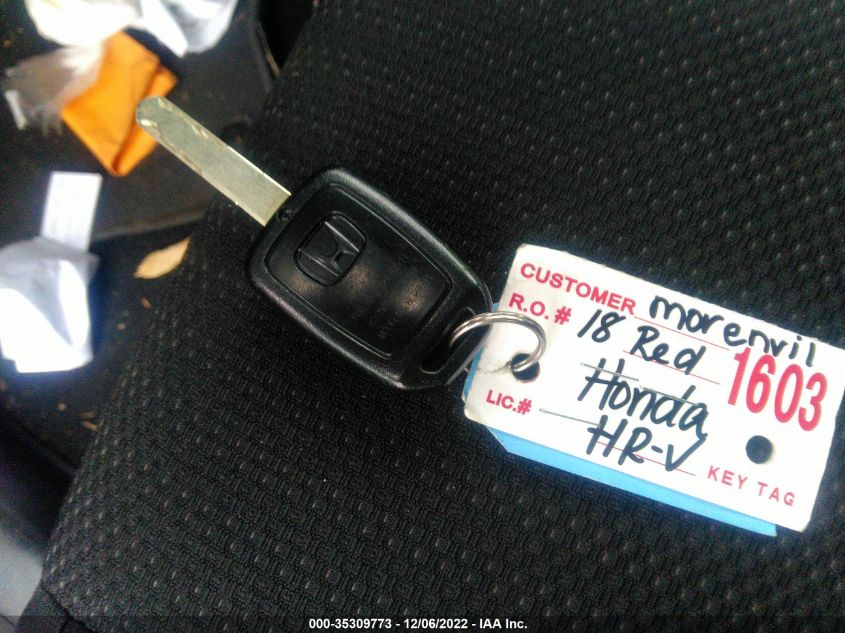 CUSTOMER morenvil
R.O.# 18 Red 1603
Honda
LIC.# HR-V
KEY TAG
000-35309773 - 12/06/2022 - IAA Inc.